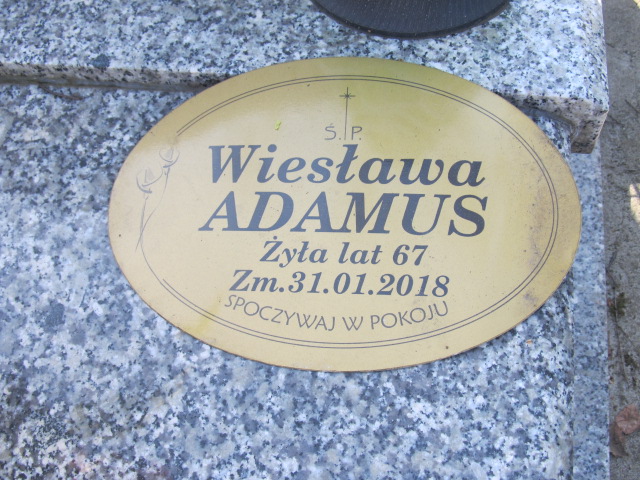 Ś. P.
Wiesława
ADAMUS
Żyła lat 67
Zm.31.01.2018
SPOCZYWAJ W POKOJU